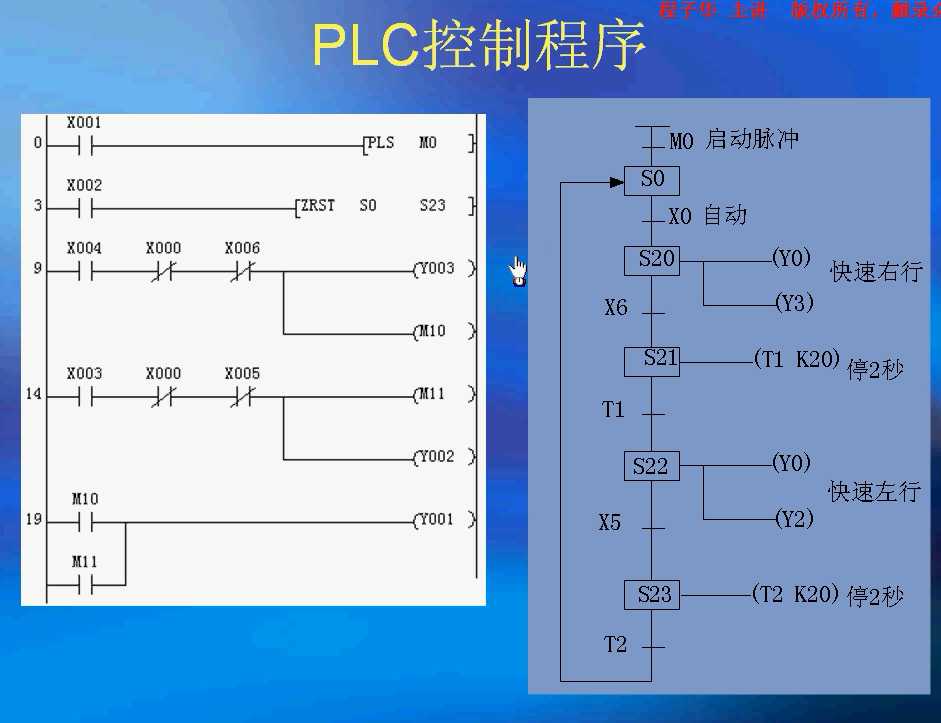 程子华 主讲 版权所有，翻录
PLC控制程序
X001
0 PLS M0
X002
3 ZRST S0 S23
X004 X000 X006
9 Y003
M10
X003 X000 X005
14 M11
Y002
M10
19 Y001
M11
M0 启动脉冲
S0
X0 自动
S20 (Y0) 快速右行
(Y3)
X6
S21 (T1 K20) 停2秒
T1
S22 (Y0) 快速左行
(Y2)
X5
S23 (T2 K20) 停2秒
T2